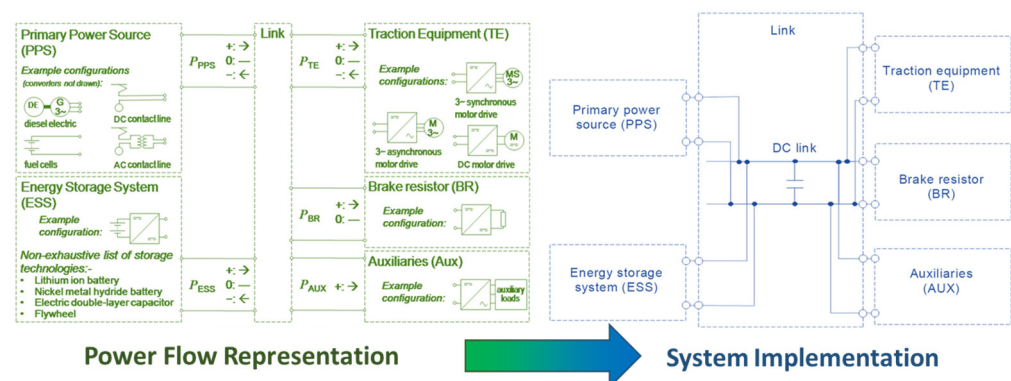 Primary Power Source
(PPS)
Example configurations
(converters not drawn):
DE
G
3~
diesel electric
DC contact line
fuel cells
AC contact line
Energy Storage System
(ESS)
Example
configuration:
Non-exhaustive list of storage
technologies:-
• Lithium ion battery
• Nickel metal hydride battery
• Electric double-layer capacitor
• Flywheel
PPPS
+: →
0: —
−: ←
PESS
+: →
0: —
−: ←
Link
PTE
+: →
0: —
−: ←
PBR
+: →
0: —
PAUX +: →
Traction Equipment (TE)
Example
configurations:
MS
3~
3~ synchronous
motor drive
M
3~
3~ asynchronous
motor drive
M
DC motor drive
Brake resistor (BR)
Example
configuration:
Auxiliaries (Aux)
Example
configuration:
auxiliary
loads
Power Flow Representation
Link
Primary power
source (PPS)
DC link
Energy storage
system (ESS)
Traction equipment
(TE)
Brake resistor
(BR)
Auxiliaries
(AUX)
System Implementation